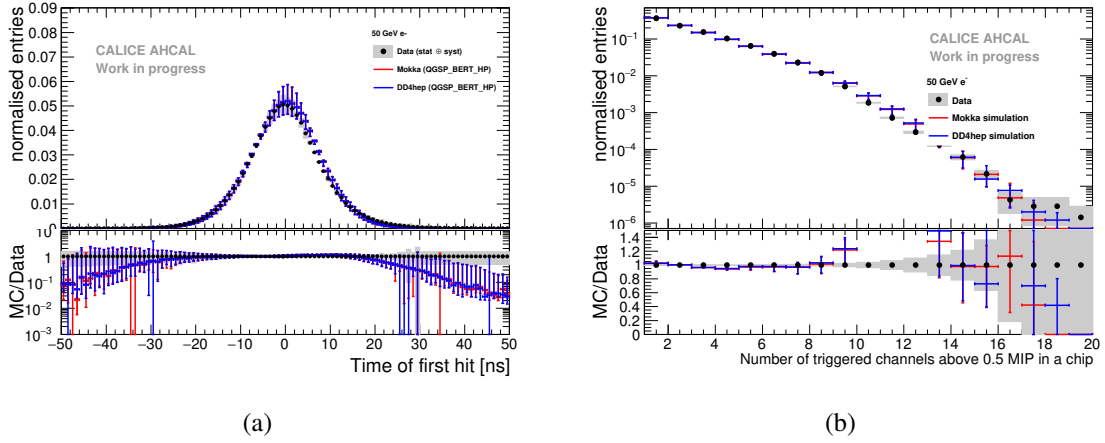 50 GeV e-
CALICE AHCAL
Work in progress
Data (stat ⊕ syst)
Mokka (QGSP_BERT_HP)
DD4hep (QGSP_BERT_HP)
normalised entries
0.09
0.08
0.07
0.06
0.05
0.04
0.03
0.02
0.01
0.00
MC/Data
10
1
10⁻¹
10⁻²
10⁻³
−50 −40 −30 −20 −10 0 10 20 30 40 50
Time of first hit [ns]
(a)
CALICE AHCAL
Work in progress
50 GeV e⁻
Data
Mokka simulation
DD4hep simulation
normalised entries
10⁻¹
10⁻²
10⁻³
10⁻⁴
10⁻⁵
10⁻⁶
MC/Data
1.4
1.2
1.0
0.8
0.6
0.4
0.2
0
2 4 6 8 10 12 14 16 18 20
Number of triggered channels above 0.5 MIP in a chip
(b)